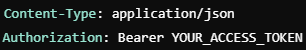 Content-Type: application/json
Authorization: Bearer YOUR_ACCESS_TOKEN